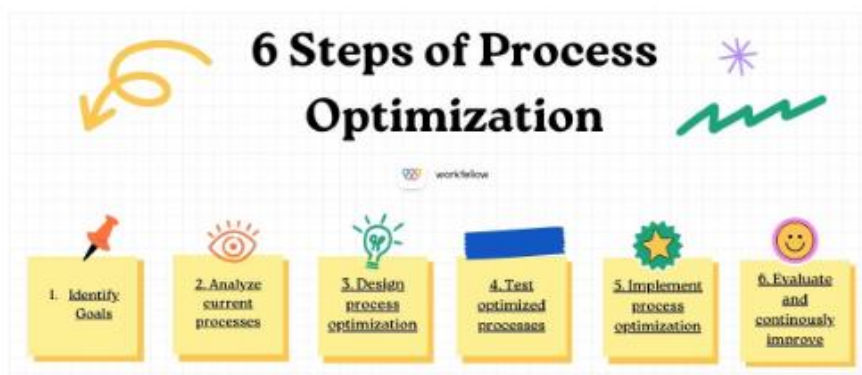 6 Steps of Process
Optimization
workfellow
1. Identify
Goals
2. Analyze
current
processes
3. Design
process
optimization
4. Test
optimized
processes
5. Implement
process
optimization
6. Evaluate
and
continously
improve